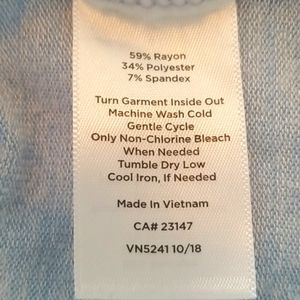 59% Rayon
34% Polyester
7% Spandex
Turn Garment Inside Out
Machine Wash Cold
Gentle Cycle
Only Non-Chlorine Bleach
When Needed
Tumble Dry Low
Cool Iron, If Needed
Made In Vietnam
CA# 23147
VN5241 10/18